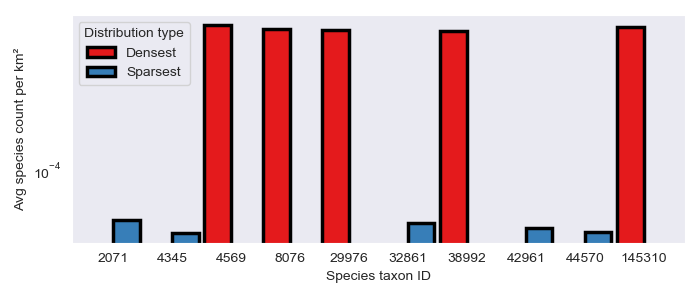 Distribution type
Densest
Sparsest
Avg species count per km²
10⁻⁴
2071 4345 4569 8076 29976 32861 38992 42961 44570 145310
Species taxon ID